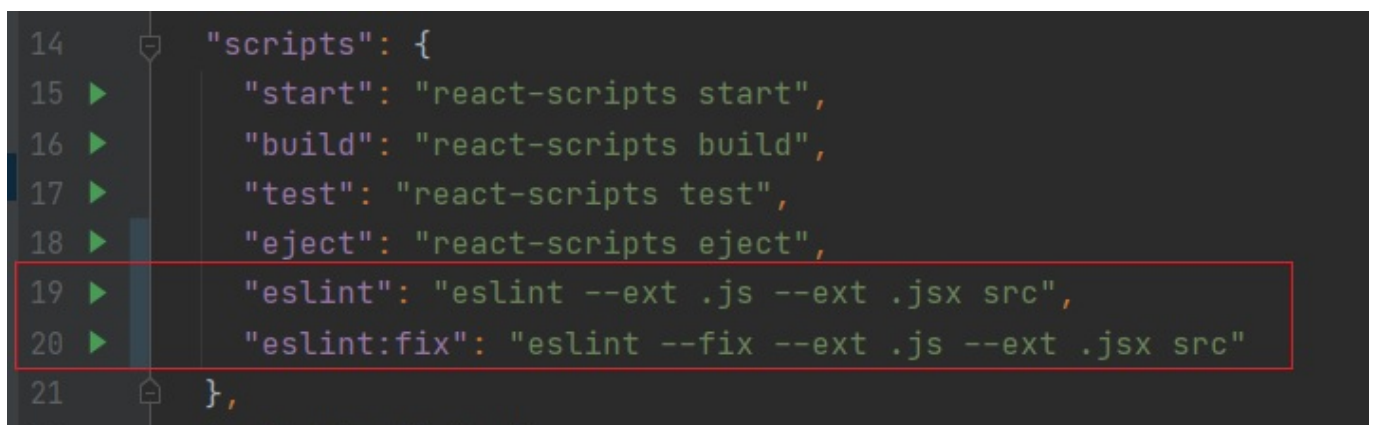 14 "scripts": {
15 "start": "react-scripts start",
16 "build": "react-scripts build",
17 "test": "react-scripts test",
18 "eject": "react-scripts eject",
19 "eslint": "eslint --ext .js --ext .jsx src",
20 "eslint:fix": "eslint --fix --ext .js --ext .jsx src"
21 },